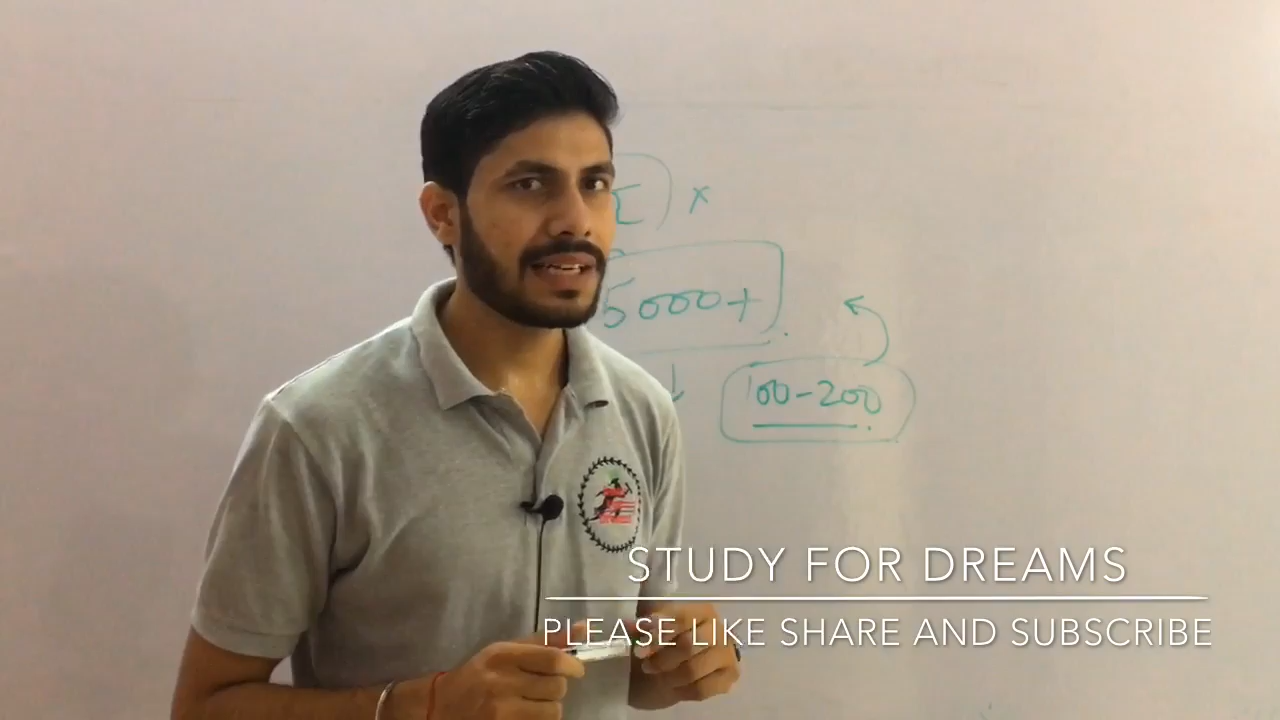 x
5000+
100-200
STUDY FOR DREAMS
PLEASE LIKE SHARE AND SUBSCRIBE